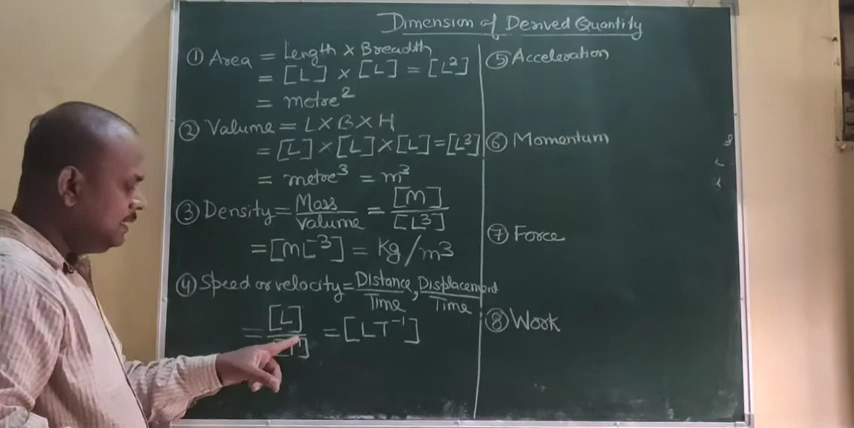 Dimension of Derived Quantity
① Area = Length × Breadth
= [L] × [L] = [L²]
= metre²
② Valume = L×B×H
= [L] × [L] × [L] = [L³]
= metre³ = m³
③ Density = Mass/Valume = [M]/[L³]
= [ML⁻³] = Kg/m3
④ Speed or velocity = Distance/Time, Displacement/Time
= [L]/[T] = [LT⁻¹]
⑤ Acceleration
⑥ Momentum
⑦ Force
⑧ Work